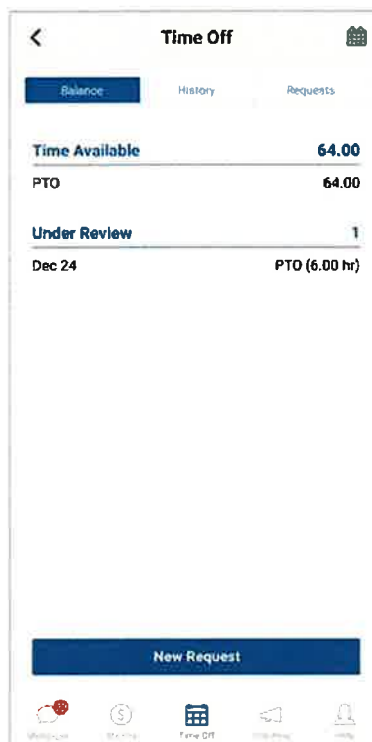 Time Off
Balance History Requests
Time Available 64.00
PTO 64.00
Under Review 1
Dec 24 PTO (6.00 hr)
New Request
Time Off